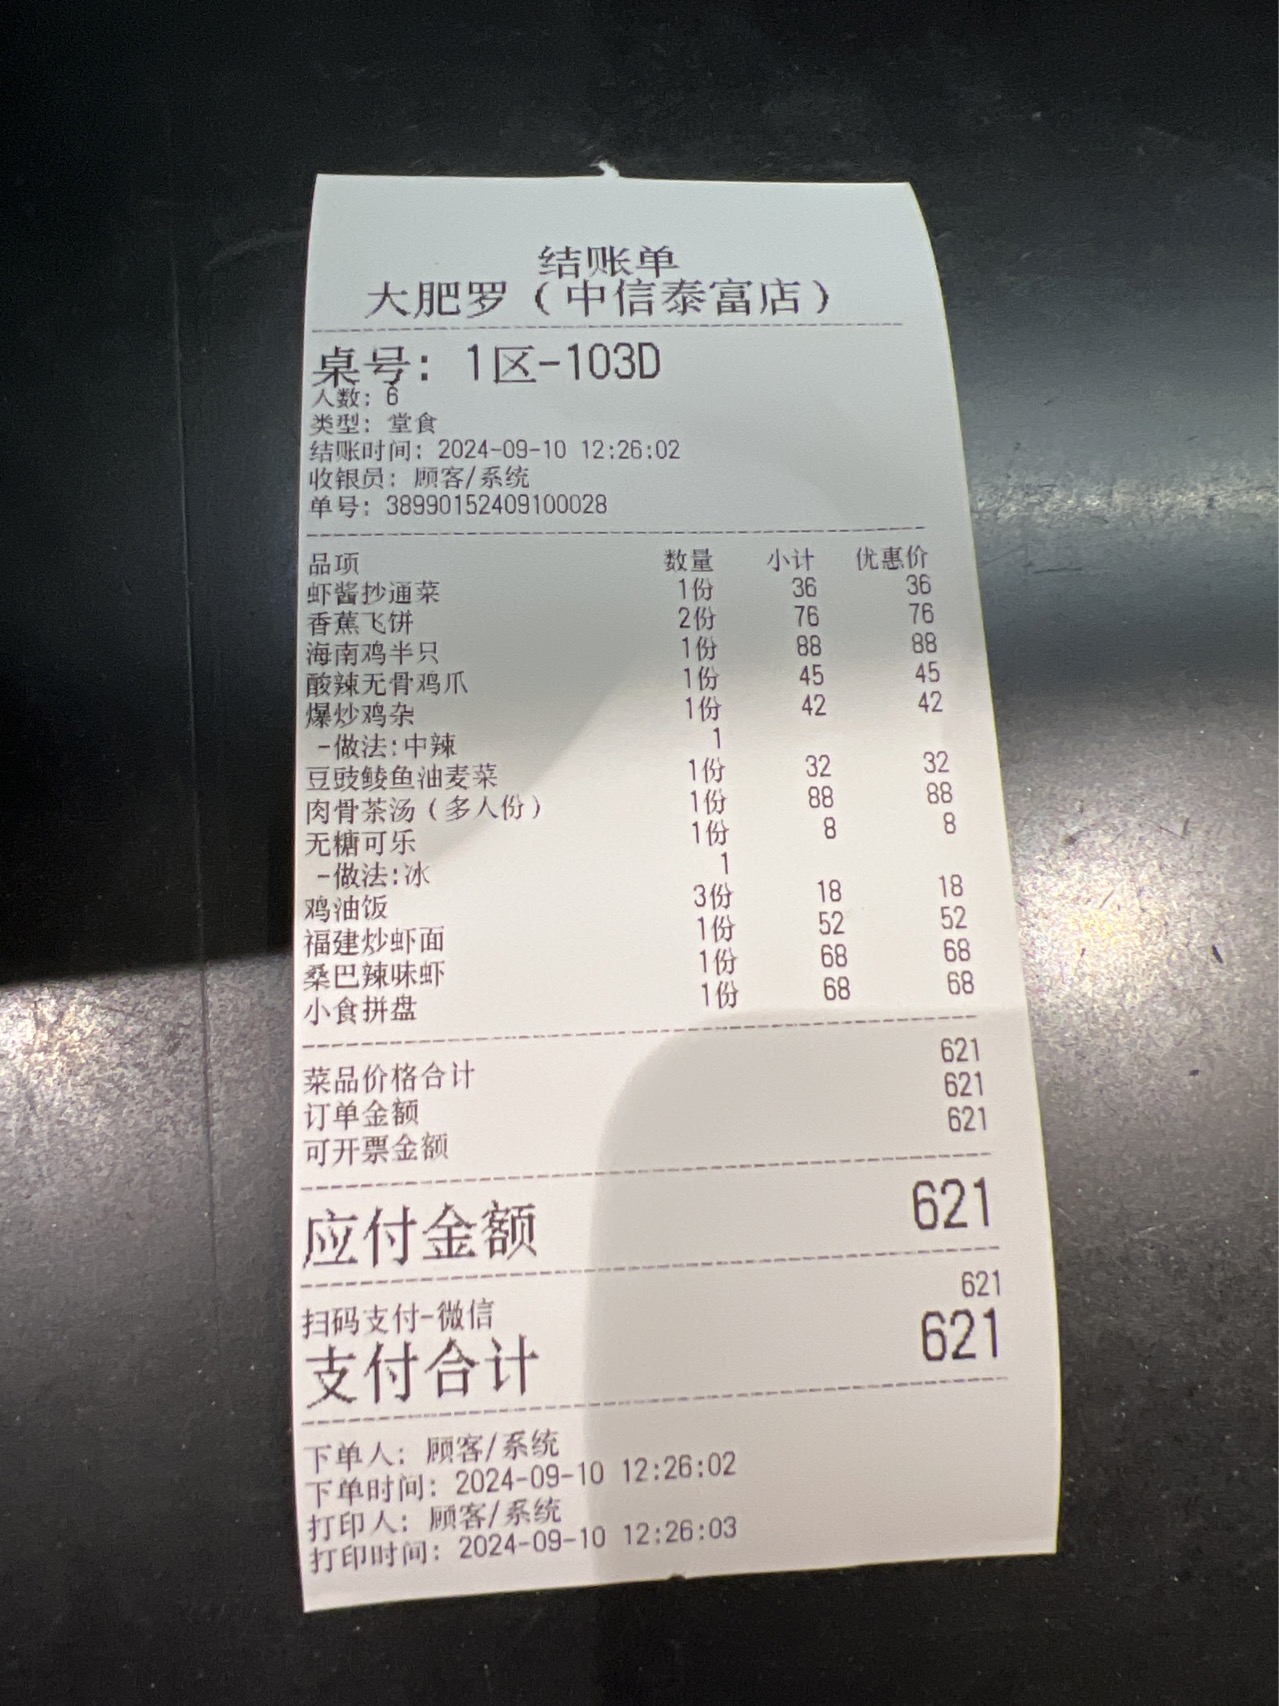 结账单
大肥罗（中信泰富店）
桌号：1区-103D
人数：6
类型：堂食
结账时间：2024-09-10 12:26:02
收银员：顾客/系统
单号：389901524091​00028
品项 数量 小计 优惠价
虾酱抄通菜 1份 36 36
香蕉飞饼 2份 76 76
海南鸡半只 1份 88 88
酸辣无骨鸡爪 1份 45 45
爆炒鸡杂 1份 42 42
-做法:中辣 1
豆豉鲮鱼油麦菜 1份 32 32
肉骨茶汤（多人份） 1份 88 88
无糖可乐 1份 8 8
-做法:冰 1
鸡油饭 3份 18 18
福建炒虾面 1份 52 52
桑巴辣味虾 1份 68 68
小食拼盘 1份 68 68
菜品价格合计 621
订单金额 621
可开票金额 621
应付金额 621
扫码支付-微信 621
支付合计 621
下单人：顾客/系统
下单时间：2024-09-10 12:26:02
打印人：顾客/系统
打印时间：2024-09-10 12:26:03